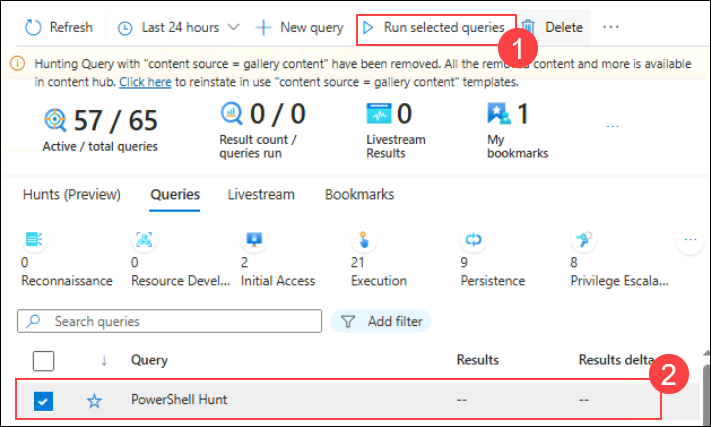 Refresh Last 24 hours New query Run selected queries Delete ...
1
Hunting Query with "content source = gallery content" have been removed. All the removed content and more is available
in content hub. Click here to reinstate in use "content source = gallery content" templates.
57 / 65 0 / 0 0 1
Active / total queries Result count / queries run Livestream Results My bookmarks
...
Hunts (Preview) Queries Livestream Bookmarks
0 0 2 21 9 8 ...
Reconnaissance Resource Devel... Initial Access Execution Persistence Privilege Escala...
Search queries Add filter
↓ Query Results Results delta
2
PowerShell Hunt -- --